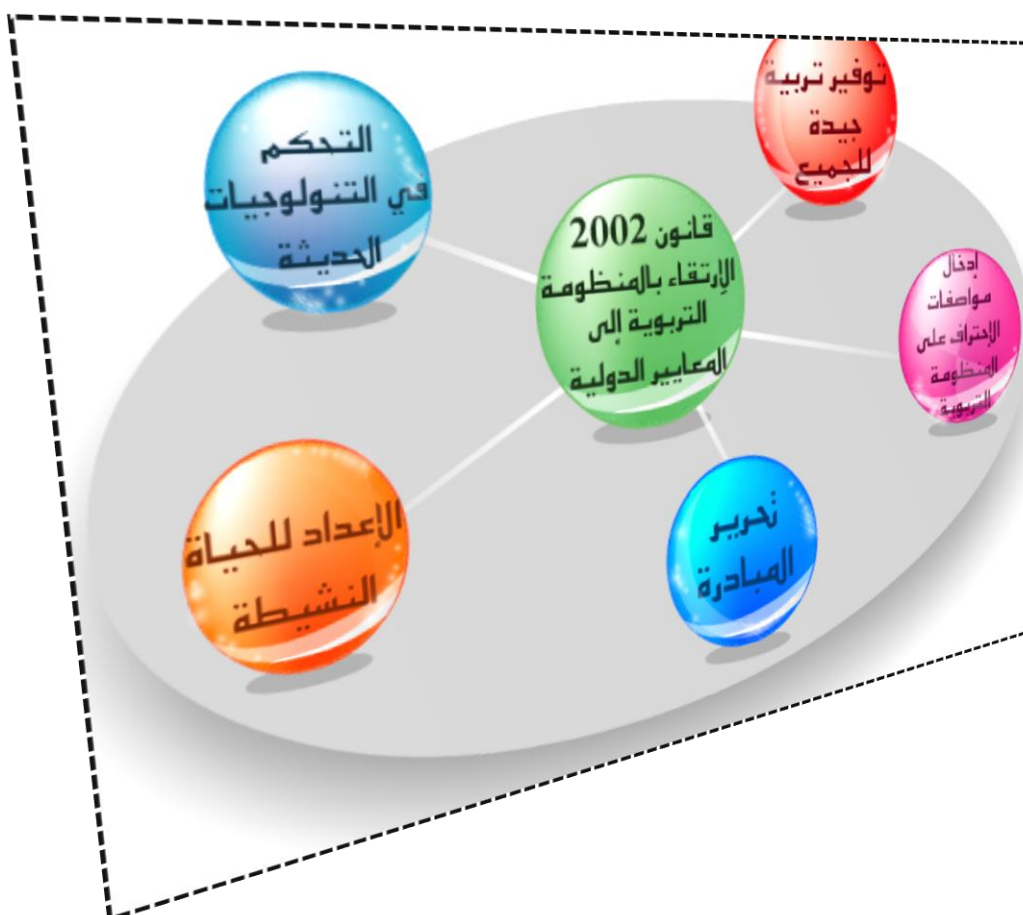 توفير تربية
جيدة
للجميع
التحكم
في التنولوجيات
الحديثة
قانون 2002
الإرتقاء بالمنظومة
التربوية إلى
المعايير الدولية
إدخال
مواصفات
الإحتراف على
المنظومة
التربوية
الإعداد للحياة
النشيطة
تحرير
المبادرة